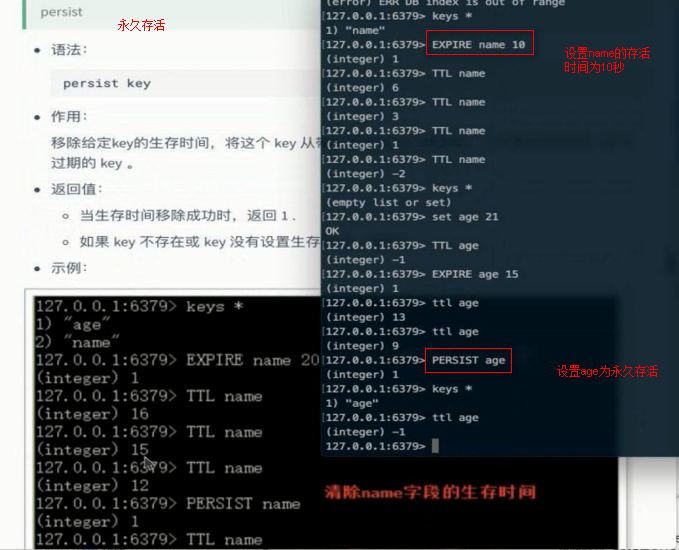 persist
永久存活
语法：
persist key
作用：
移除给定key的生存时间，将这个 key 从
过期的 key 。
返回值：
当生存时间移除成功时，返回 1 .
如果 key 不存在或 key 没有设置生存
示例：
127.0.0.1:6379> keys *
1) "age"
2) "name"
127.0.0.1:6379> EXPIRE name 20
(integer) 1
127.0.0.1:6379> TTL name
(integer) 16
127.0.0.1:6379> TTL name
(integer) 15
127.0.0.1:6379> TTL name
(integer) 12
127.0.0.1:6379> PERSIST name
(integer) 1
127.0.0.1:6379> TTL name
清除name字段的生存时间
(error) ERR DB index is out of range
[127.0.0.1:6379> keys *
1) "name"
[127.0.0.1:6379> EXPIRE name 10
(integer) 1
[127.0.0.1:6379> TTL name
(integer) 6
[127.0.0.1:6379> TTL name
(integer) 3
[127.0.0.1:6379> TTL name
(integer) 1
[127.0.0.1:6379> TTL name
(integer) -2
[127.0.0.1:6379> keys *
(empty list or set)
[127.0.0.1:6379> set age 21
OK
[127.0.0.1:6379> TTL age
(integer) -1
[127.0.0.1:6379> EXPIRE age 15
(integer) 1
[127.0.0.1:6379> ttl age
(integer) 13
[127.0.0.1:6379> ttl age
(integer) 9
[127.0.0.1:6379> PERSIST age
(integer) 1
[127.0.0.1:6379> keys *
1) "age"
[127.0.0.1:6379> ttl age
(integer) -1
127.0.0.1:6379>
设置name的存活
时间为10秒
设置age为永久存活